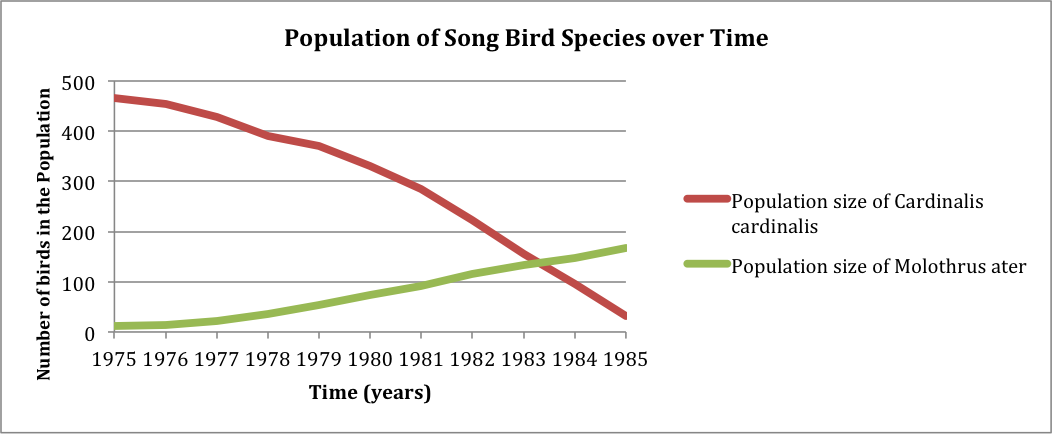 Population of Song Bird Species over Time
Number of birds in the Population
500
400
300
200
100
0
1975 1976 1977 1978 1979 1980 1981 1982 1983 1984 1985
Time (years)
Population size of Cardinalis
cardinalis
Population size of Molothrus ater